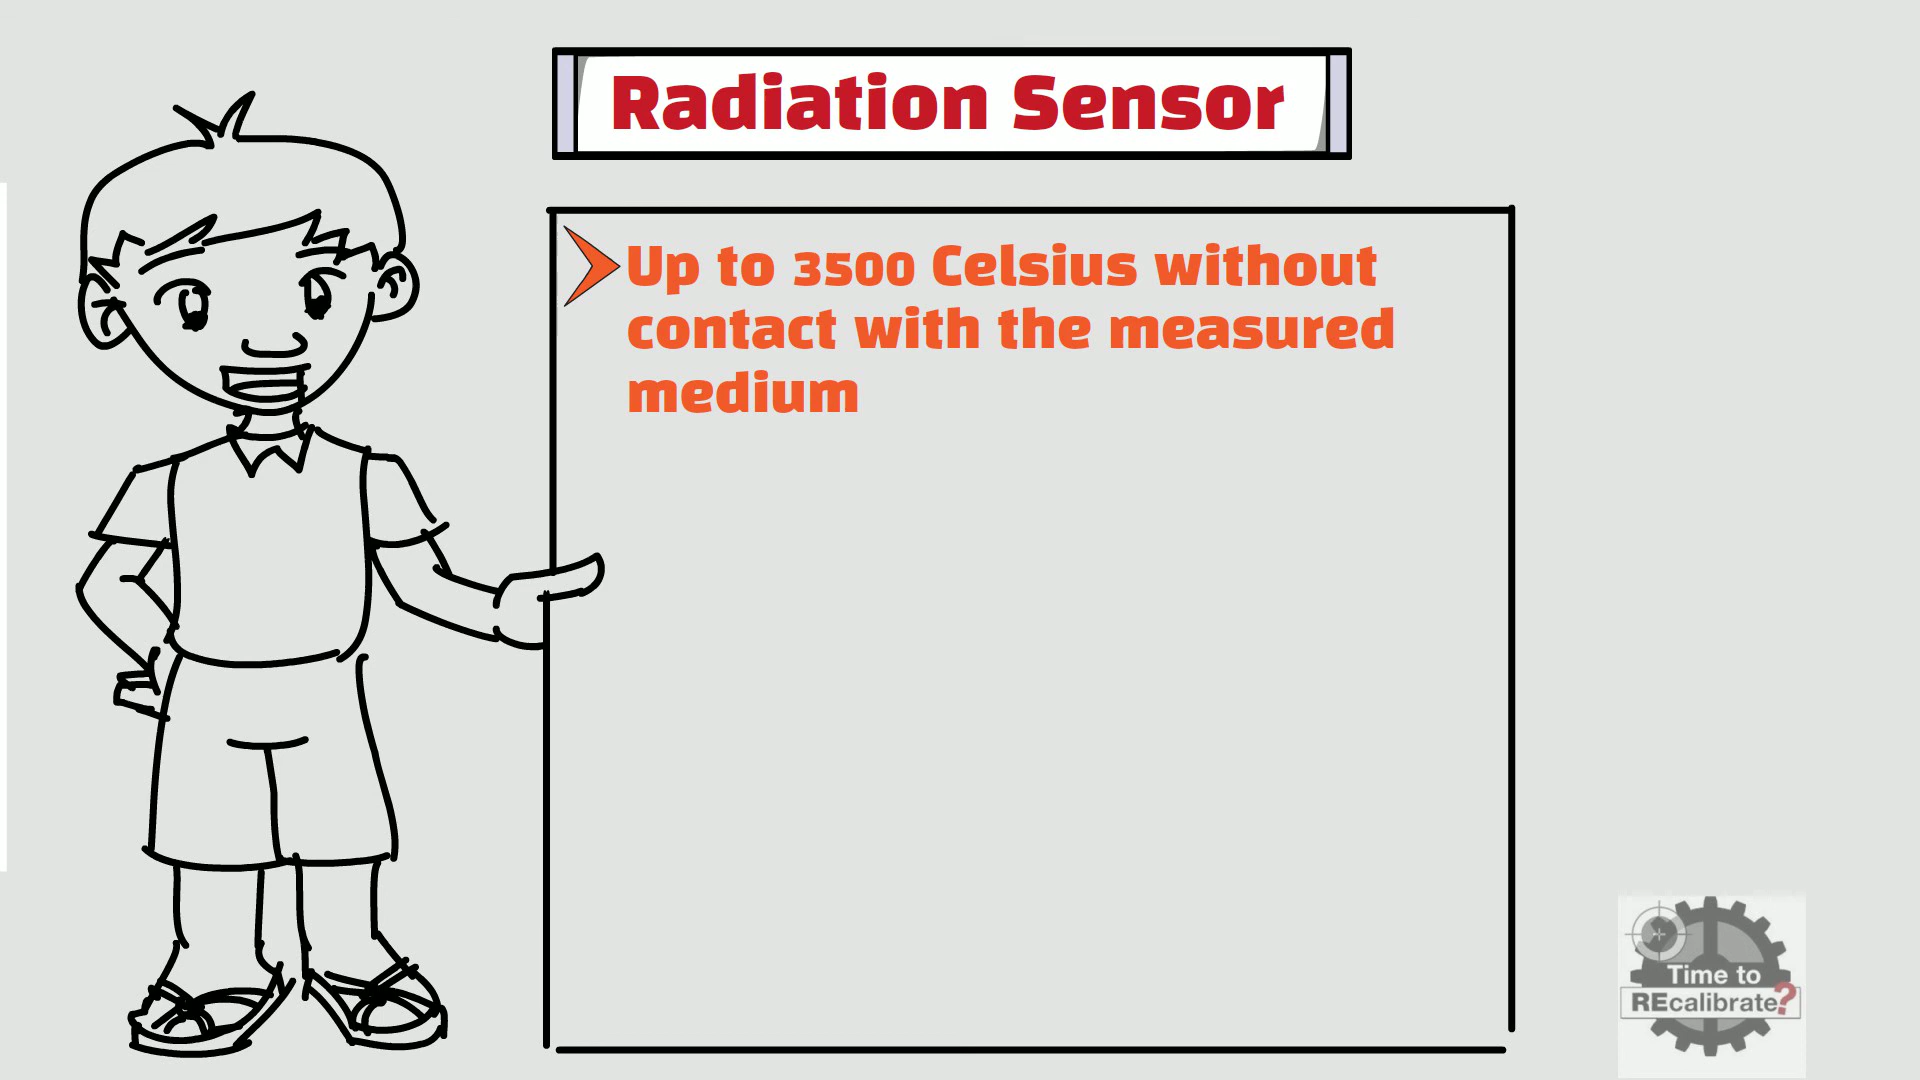 Radiation Sensor
Up to 3500 Celsius without
contact with the measured
medium
Time to
REcalibrate?